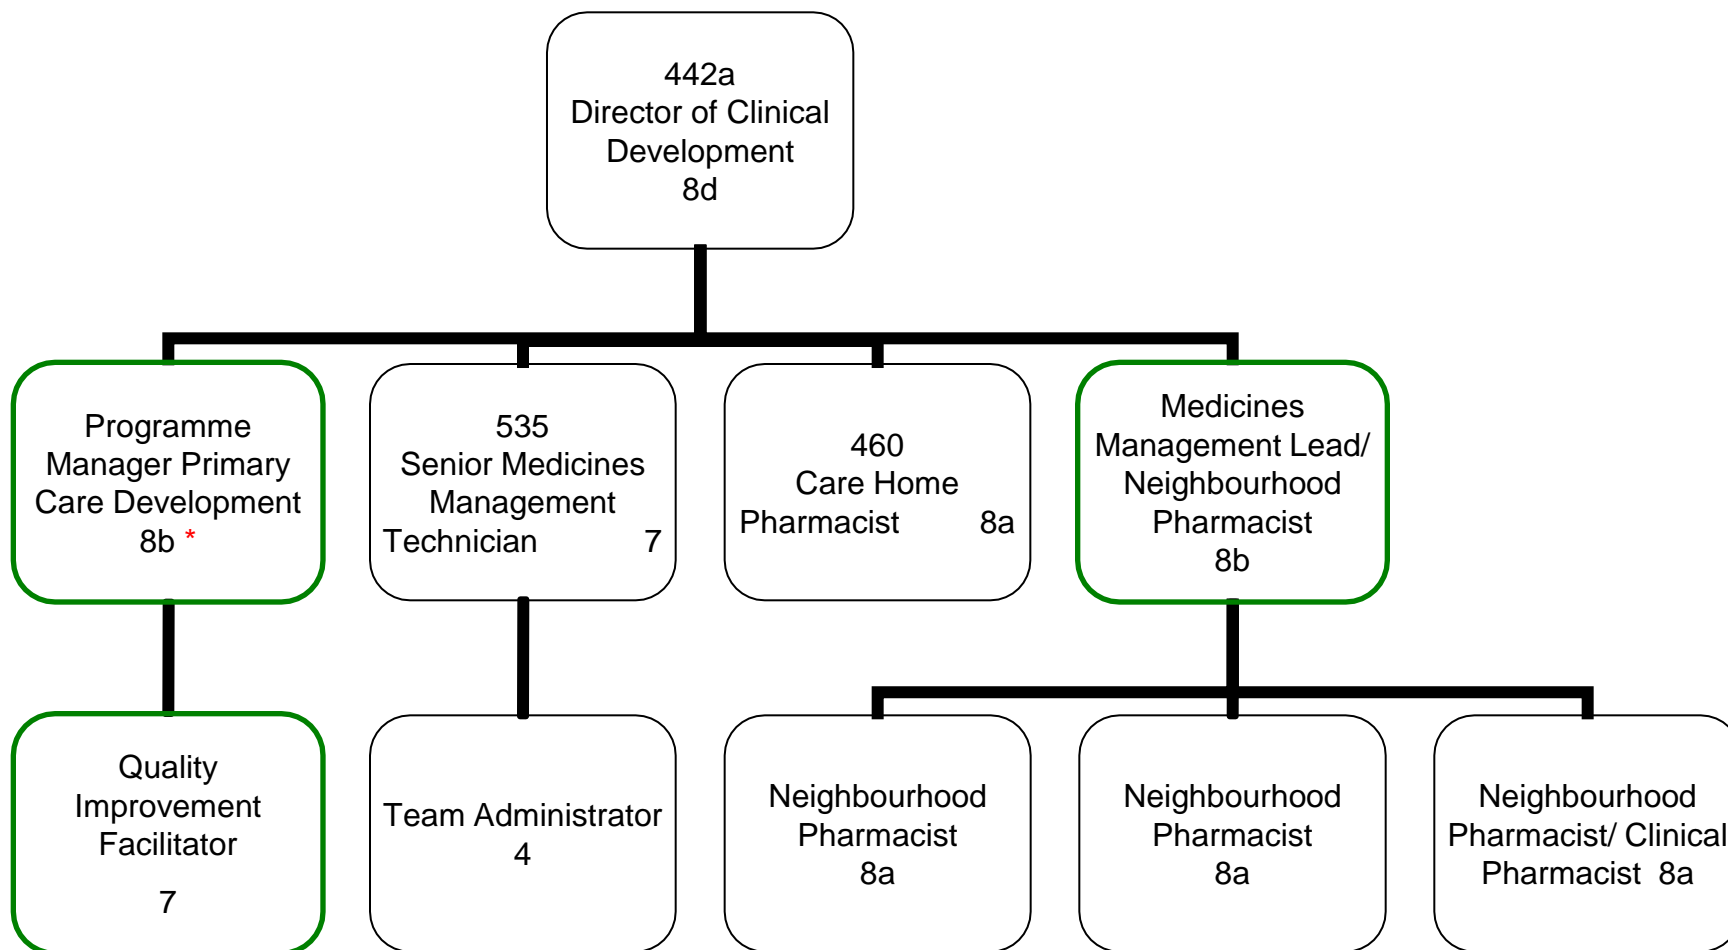 442a
Director of Clinical
Development
8d
Programme
Manager Primary
Care Development
8b *
535
Senior Medicines
Management
Technician 7
460
Care Home
Pharmacist 8a
Medicines
Management Lead/
Neighbourhood
Pharmacist
8b
Quality
Improvement
Facilitator
7
Team Administrator
4
Neighbourhood
Pharmacist
8a
Neighbourhood
Pharmacist
8a
Neighbourhood
Pharmacist/ Clinical
Pharmacist 8a